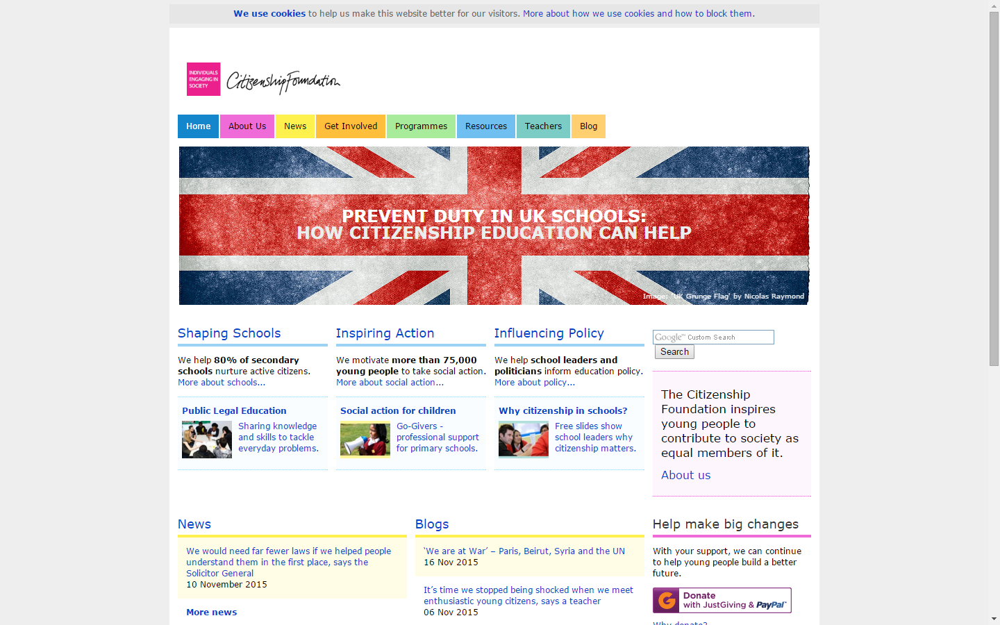 We use cookies to help us make this website better for our visitors. More about how we use cookies and how to block them.
INDIVIDUALS
ENGAGING IN
SOCIETY
Citizenship Foundation
Home
About Us
News
Get Involved
Programmes
Resources
Teachers
Blog
PREVENT DUTY IN UK SCHOOLS:
HOW CITIZENSHIP EDUCATION CAN HELP
Image: 'UK Grunge Flag' by Nicolas Raymond
Shaping Schools
We help 80% of secondary
schools nurture active citizens.
More about schools...
Public Legal Education
Sharing knowledge
and skills to tackle
everyday problems.
Inspiring Action
We motivate more than 75,000
young people to take social action.
More about social action...
Social action for children
Go-Givers -
professional support
for primary schools.
Influencing Policy
We help school leaders and
politicians inform education policy.
More about policy...
Why citizenship in schools?
Free slides show
school leaders why
citizenship matters.
Google™ Custom Search
Search
The Citizenship
Foundation inspires
young people to
contribute to society as
equal members of it.
About us
News
We would need far fewer laws if we helped people
understand them in the first place, says the
Solicitor General
10 November 2015
More news
Blogs
‘We are at War’ – Paris, Beirut, Syria and the UN
16 Nov 2015
It’s time we stopped being shocked when we meet
enthusiastic young citizens, says a teacher
06 Nov 2015
Help make big changes
With your support, we can continue
to help young people build a better
future.
Donate
with JustGiving & PayPal™
Why donate?